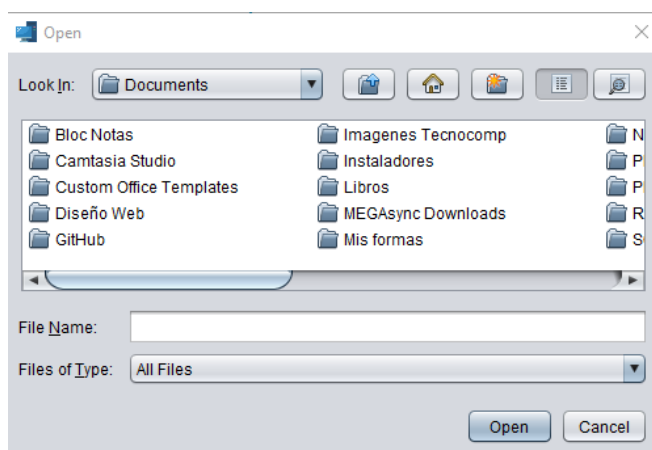 Open
Look In: Documents
Bloc Notas Imagenes Tecnocomp N
Camtasia Studio Instaladores P
Custom Office Templates Libros P
Diseño Web MEGAsync Downloads R
GitHub Mis formas S
File Name:
Files of Type: All Files
Open Cancel